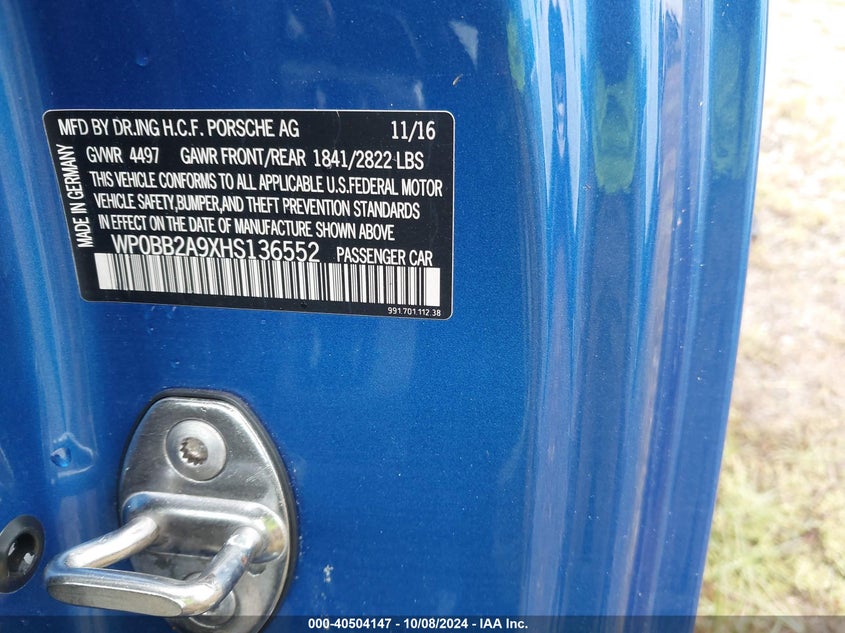 MFD BY DR.ING H.C.F. PORSCHE AG 11/16
GVWR 4497 GAWR FRONT/REAR 1841/2822 LBS
THIS VEHICLE CONFORMS TO ALL APPLICABLE U.S.FEDERAL MOTOR
VEHICLE SAFETY,BUMPER,AND THEFT PREVENTION STANDARDS
IN EFFECT ON THE DATE OF MANUFACTURE SHOWN ABOVE
WP0BB2A9XHS136552 PASSENGER CAR
MADE IN GERMANY
991.701.112.38
000-40504147 - 10/08/2024 - IAA Inc.